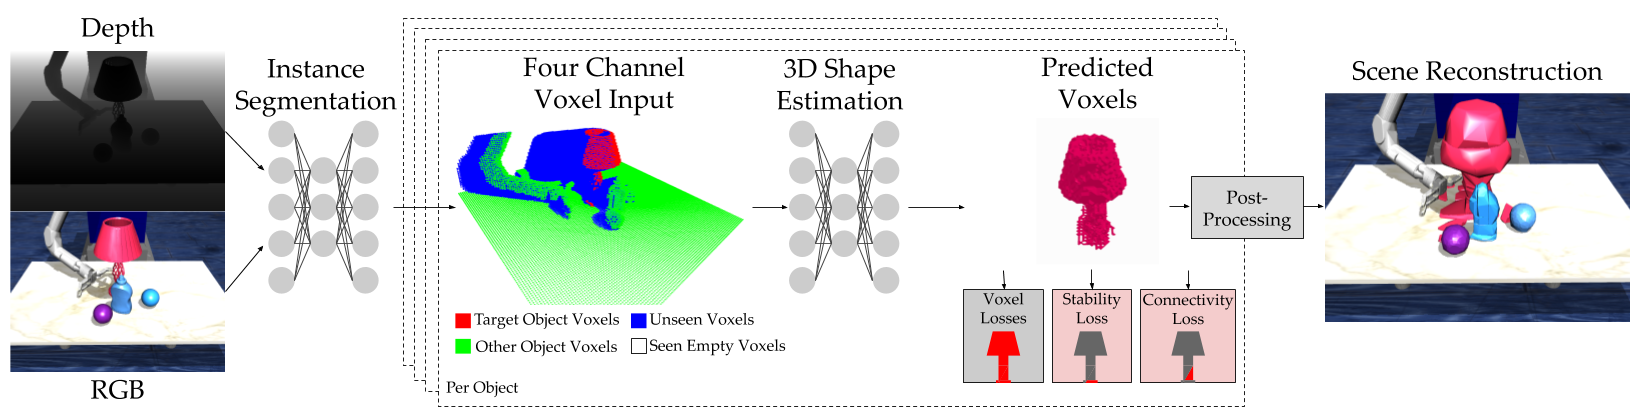 Depth
RGB
Instance
Segmentation
Four Channel
Voxel Input
Target Object Voxels
Unseen Voxels
Other Object Voxels
Seen Empty Voxels
Per Object
3D Shape
Estimation
Predicted
Voxels
Voxel
Losses
Stability
Loss
Connectivity
Loss
Post-
Processing
Scene Reconstruction